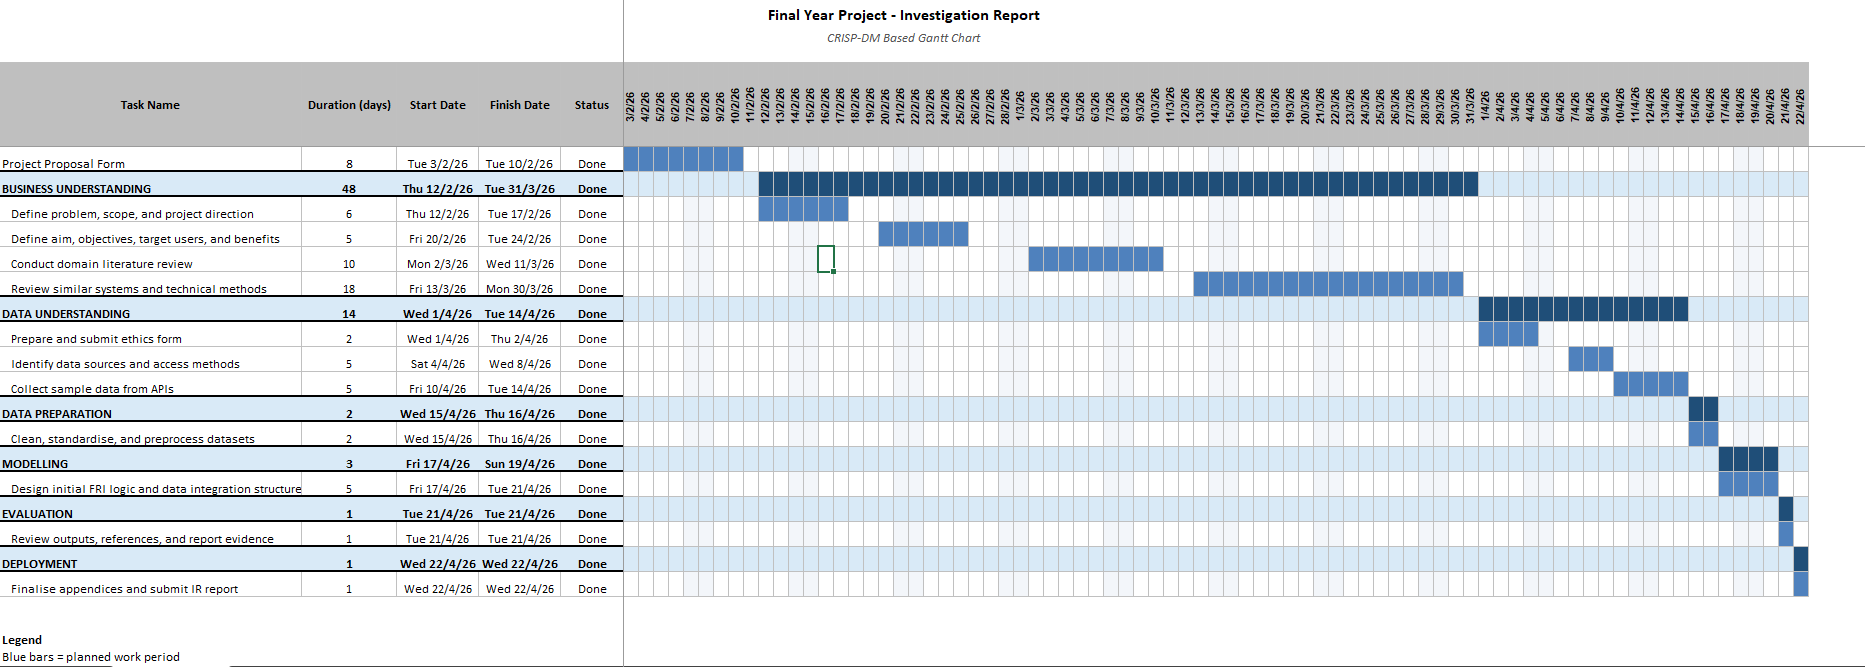 Final Year Project - Investigation Report
CRISP-DM Based Gantt Chart
Task Name Duration (days) Start Date Finish Date Status 3/2/26 4/2/26 5/2/26 6/2/26 7/2/26 8/2/26 9/2/26 10/2/26 11/2/26 12/2/26 13/2/26 14/2/26 15/2/26 16/2/26 17/2/26 18/2/26 19/2/26 20/2/26 21/2/26 22/2/26 23/2/26 24/2/26 25/2/26 26/2/26 27/2/26 28/2/26 1/3/26 2/3/26 3/3/26 4/3/26 5/3/26 6/3/26 7/3/26 8/3/26 9/3/26 10/3/26 11/3/26 12/3/26 13/3/26 14/3/26 15/3/26 16/3/26 17/3/26 18/3/26 19/3/26 20/3/26 21/3/26 22/3/26 23/3/26 24/3/26 25/3/26 26/3/26 27/3/26 28/3/26 29/3/26 30/3/26 31/3/26 1/4/26 2/4/26 3/4/26 4/4/26 5/4/26 6/4/26 7/4/26 8/4/26 9/4/26 10/4/26 11/4/26 12/4/26 13/4/26 14/4/26 15/4/26 16/4/26 17/4/26 18/4/26 19/4/26 20/4/26 21/4/26 22/4/26
Project Proposal Form 8 Tue 3/2/26 Tue 10/2/26 Done
BUSINESS UNDERSTANDING 48 Thu 12/2/26 Tue 31/3/26 Done
Define problem, scope, and project direction 6 Thu 12/2/26 Tue 17/2/26 Done
Define aim, objectives, target users, and benefits 5 Fri 20/2/26 Tue 24/2/26 Done
Conduct domain literature review 10 Mon 2/3/26 Wed 11/3/26 Done
Review similar systems and technical methods 18 Fri 13/3/26 Mon 30/3/26 Done
DATA UNDERSTANDING 14 Wed 1/4/26 Tue 14/4/26 Done
Prepare and submit ethics form 2 Wed 1/4/26 Thu 2/4/26 Done
Identify data sources and access methods 5 Sat 4/4/26 Wed 8/4/26 Done
Collect sample data from APIs 5 Fri 10/4/26 Tue 14/4/26 Done
DATA PREPARATION 2 Wed 15/4/26 Thu 16/4/26 Done
Clean, standardise, and preprocess datasets 2 Wed 15/4/26 Thu 16/4/26 Done
MODELLING 3 Fri 17/4/26 Sun 19/4/26 Done
Design initial FRI logic and data integration structure 5 Fri 17/4/26 Tue 21/4/26 Done
EVALUATION 1 Tue 21/4/26 Tue 21/4/26 Done
Review outputs, references, and report evidence 1 Tue 21/4/26 Tue 21/4/26 Done
DEPLOYMENT 1 Wed 22/4/26 Wed 22/4/26 Done
Finalise appendices and submit IR report 1 Wed 22/4/26 Wed 22/4/26 Done
Legend
Blue bars = planned work period